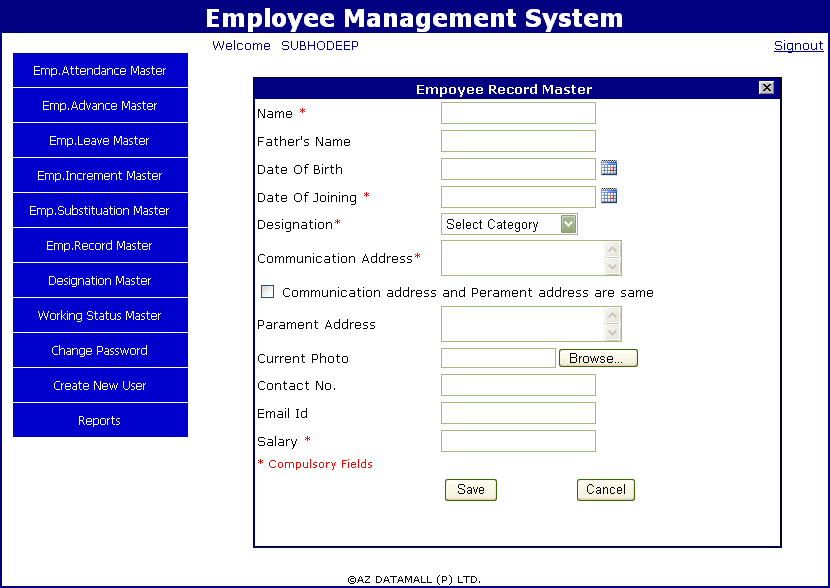 Employee Management System
Welcome SUBHODEEP
Signout
Emp.Attendance Master
Emp.Advance Master
Emp.Leave Master
Emp.Increment Master
Emp.Substituation Master
Emp.Record Master
Designation Master
Working Status Master
Change Password
Create New User
Reports
Empoyee Record Master
Name *
Father's Name
Date Of Birth
Date Of Joining *
Designation*
Select Category
Communication Address*
Communication address and Perament address are same
Parament Address
Current Photo
Browse...
Contact No.
Email Id
Salary *
* Compulsory Fields
Save
Cancel
©AZ DATAMALL (P) LTD.